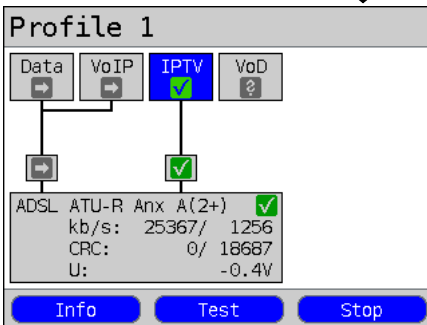 Profile 1
Data VoIP IPTV VoD
ADSL ATU-R Anx A(2+)
kb/s: 25367/ 1256
CRC: 0/ 18687
U: -0.4V
Info Test Stop